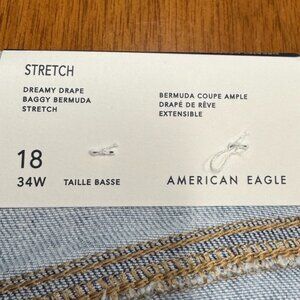 STRETCH
DREAMY DRAPE
BAGGY BERMUDA
STRETCH
BERMUDA COUPE AMPLE
DRAPÉ DE RÊVE
EXTENSIBLE
18
34W
TAILLE BASSE
AMERICAN EAGLE